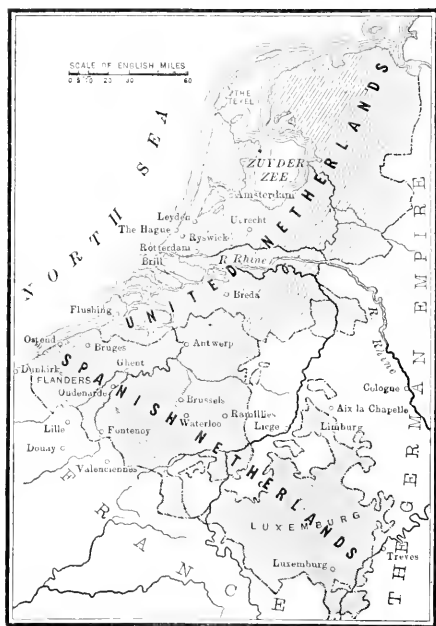 SCALE OF ENGLISH MILES
0 5 10 20 40 60
THE TEXEL
NORTH SEA
ZUYDER
ZEE
Amsterdam
Leyden
The Hague
Utrecht
Ryswick
Rotterdam
Brill
R. Rhine
UNITED NETHERLANDS
Breda
Flushing
R. Rhine
Ostend
Bruges
Antwerp
Dunkirk
Ghent
FLANDERS
Oudenarde
Cologne
Brussels
Aix la Chapelle
Lille
Fontenoy
Waterloo
Ramillies
Liege
Limburg
Douay
Valenciennes
SPANISH NETHERLANDS
LUXEMBURG
Treves
Luxemburg
FRANCE
THE GERMAN EMPIRE